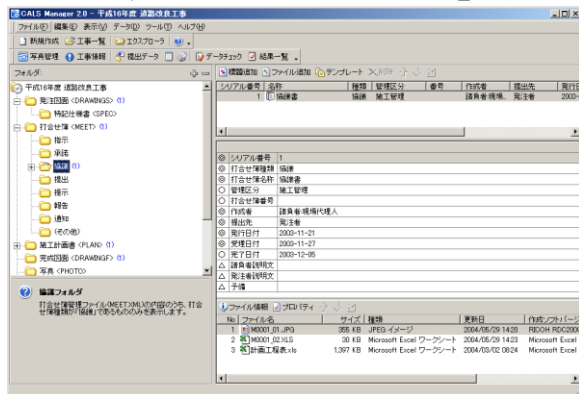 CALS Manager 2.0 - 平成16年度 道路改良工事
ファイル(F) 編集(E) 表示(V) データ(D) ツール(T) ヘルプ(H)
新規作成 工事一覧 エクスプローラ
写真管理 工事情報 提出データ データチェック 結果一覧
フォルダ
平成16年度 道路改良工事
発注図面 <DRAWINGS> (1)
特記仕様書 <SPEC>
打合せ簿 <MEET> (1)
指示
承諾
協議 (1)
提出
提示
報告
通知
(その他)
施工計画書 <PLAN> (1)
完成図面 <DRAWINGF> (1)
写真 <PHOTO>
協議フォルダ
打合せ簿管理ファイル(MEET.XML)の内容のうち、打合
せ簿種類が「協議」であるもののみを表示します。
標題追加 ファイル追加 テンプレート 削除
シリアル番号 名称 種類 管理区分 番号 作成者 提出先 発行日
1 協議書 協議 施工管理 請負者:現場.. 発注者 2003-
シリアル番号 1
打合せ簿種類 協議
打合せ簿名称 協議書
管理区分 施工管理
打合せ簿番号
作成者 請負者:現場代理人
提出先 発注者
発行日付 2003-11-21
受理日付 2003-11-27
完了日付 2003-12-05
請負者説明文
発注者説明文
予備
ファイル情報 プロパティ
No ファイル名 サイズ 種類 更新日 作成ソフトバージ
1 M0001_01.JPG 355 KB JPEG イメージ 2004/05/29 14:20 RICOH RDC200
2 M0001_02.XLS 30 KB Microsoft Excel ワークシート 2004/05/29 14:23 Microsoft Excel
3 計画工程表.xls 1,397 KB Microsoft Excel ワークシート 2004/03/02 08:24 Microsoft Excel